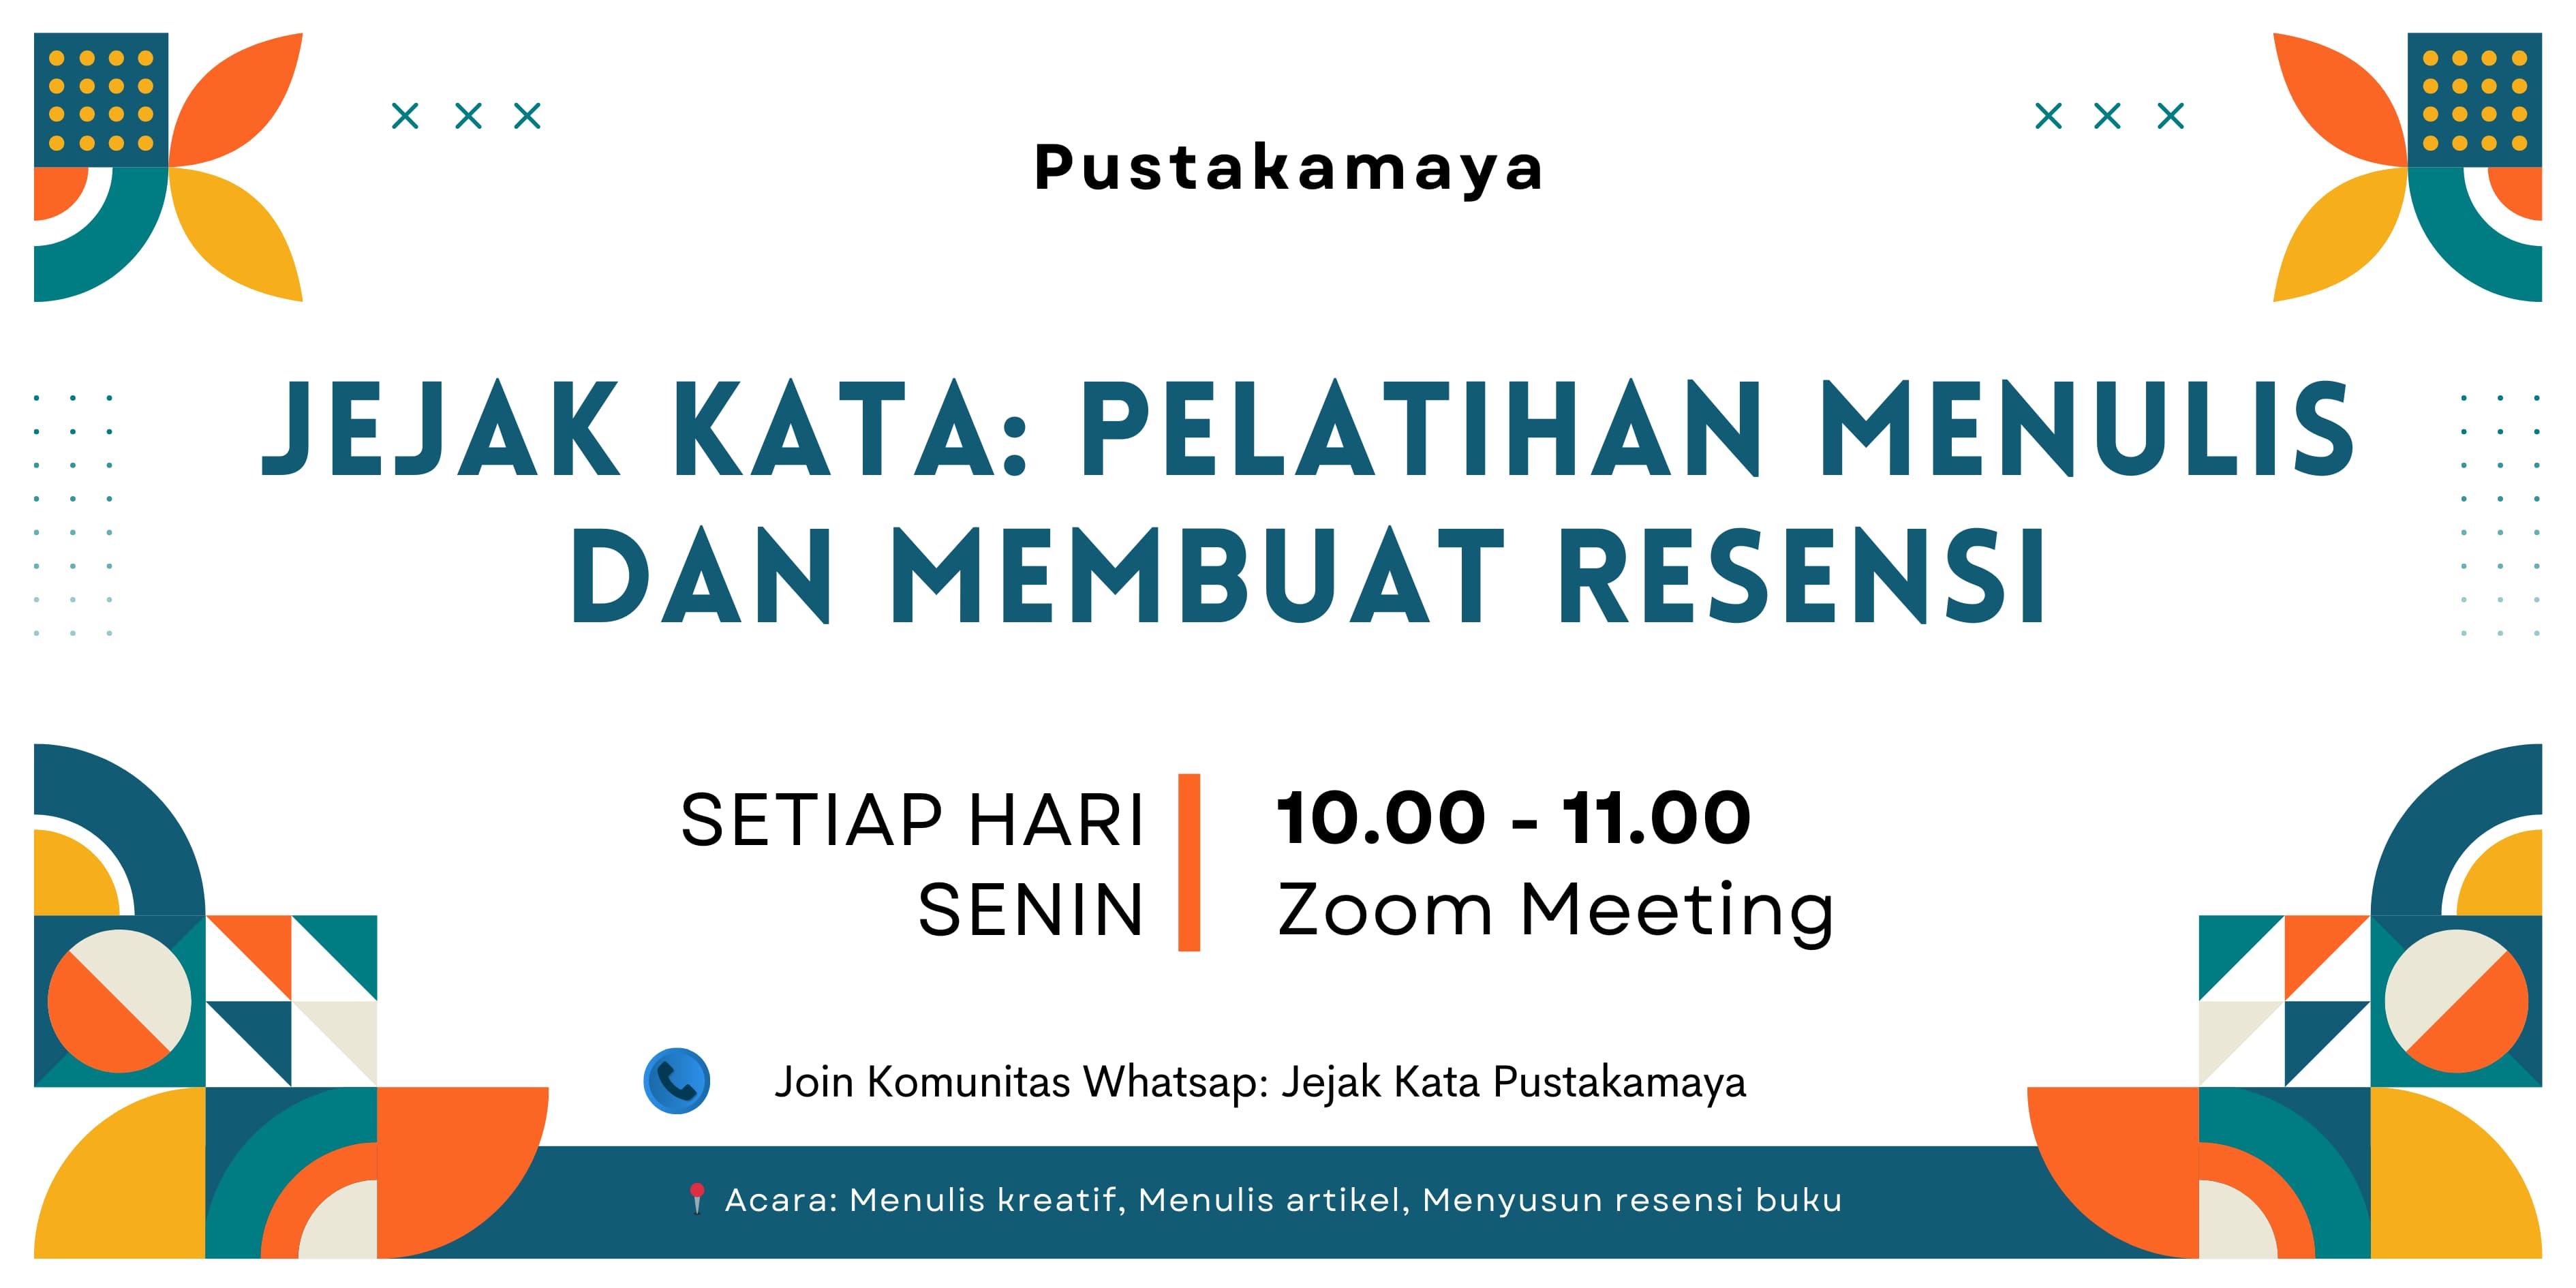 Pustakamaya
JEJAK KATA: PELATIHAN MENULIS
DAN MEMBUAT RESENSI
SETIAP HARI
SENIN
10.00 - 11.00
Zoom Meeting
Join Komunitas Whatsap: Jejak Kata Pustakamaya
Acara: Menulis kreatif, Menulis artikel, Menyusun resensi buku